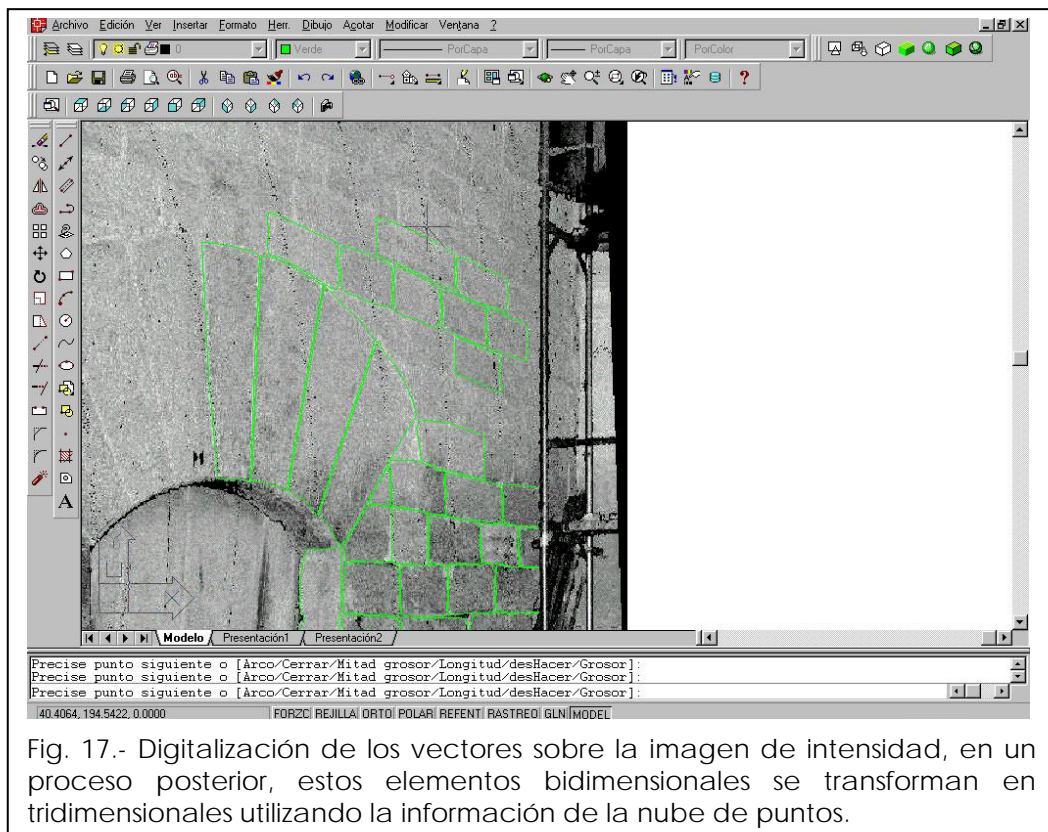 Archivo Edición Ver Insertar Formato Herr. Dibujo Acotar Modificar Ventana ?
0 Verde PorCapa PorCapa PorColor
A
Modelo Presentación1 Presentación2
Precise punto siguiente o [Arco/Cerrar/Mitad grosor/Longitud/desHacer/Grosor]:
Precise punto siguiente o [Arco/Cerrar/Mitad grosor/Longitud/desHacer/Grosor]:
Precise punto siguiente o [Arco/Cerrar/Mitad grosor/Longitud/desHacer/Grosor]:
40.4064, 194.5422, 0.0000 FORZC REJILLA ORTO POLAR REFENT RASTREO GLN MODEL
Fig. 17.- Digitalización de los vectores sobre la imagen de intensidad, en un
proceso posterior, estos elementos bidimensionales se transforman en
tridimensionales utilizando la información de la nube de puntos.